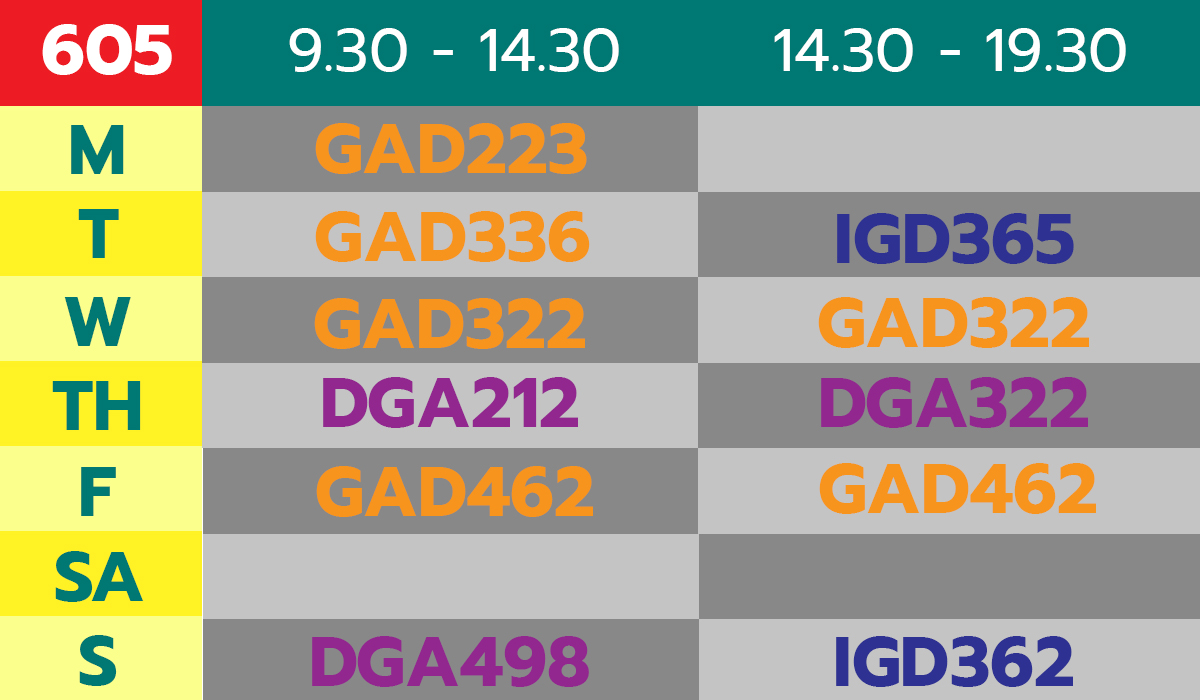 605 9.30 - 14.30 14.30 - 19.30
M GAD223
T GAD336 IGD365
W GAD322 GAD322
TH DGA212 DGA322
F GAD462 GAD462
SA
S DGA498 IGD362